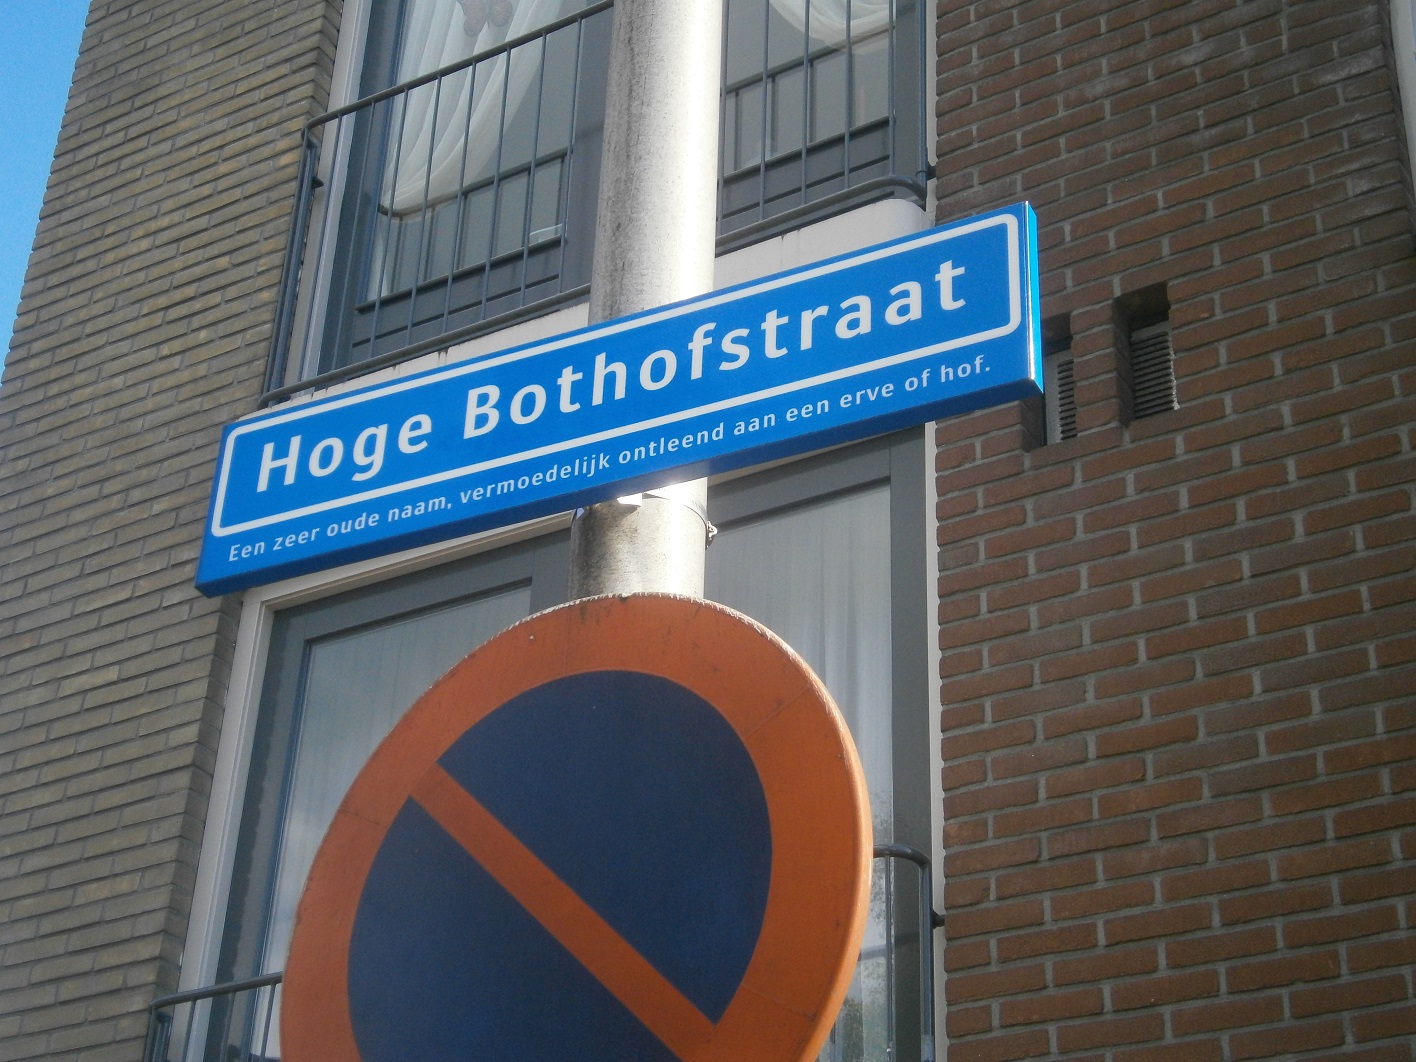 Hoge Bothofstraat
Een zeer oude naam, vermoedelijk ontleend aan een erve of hof.